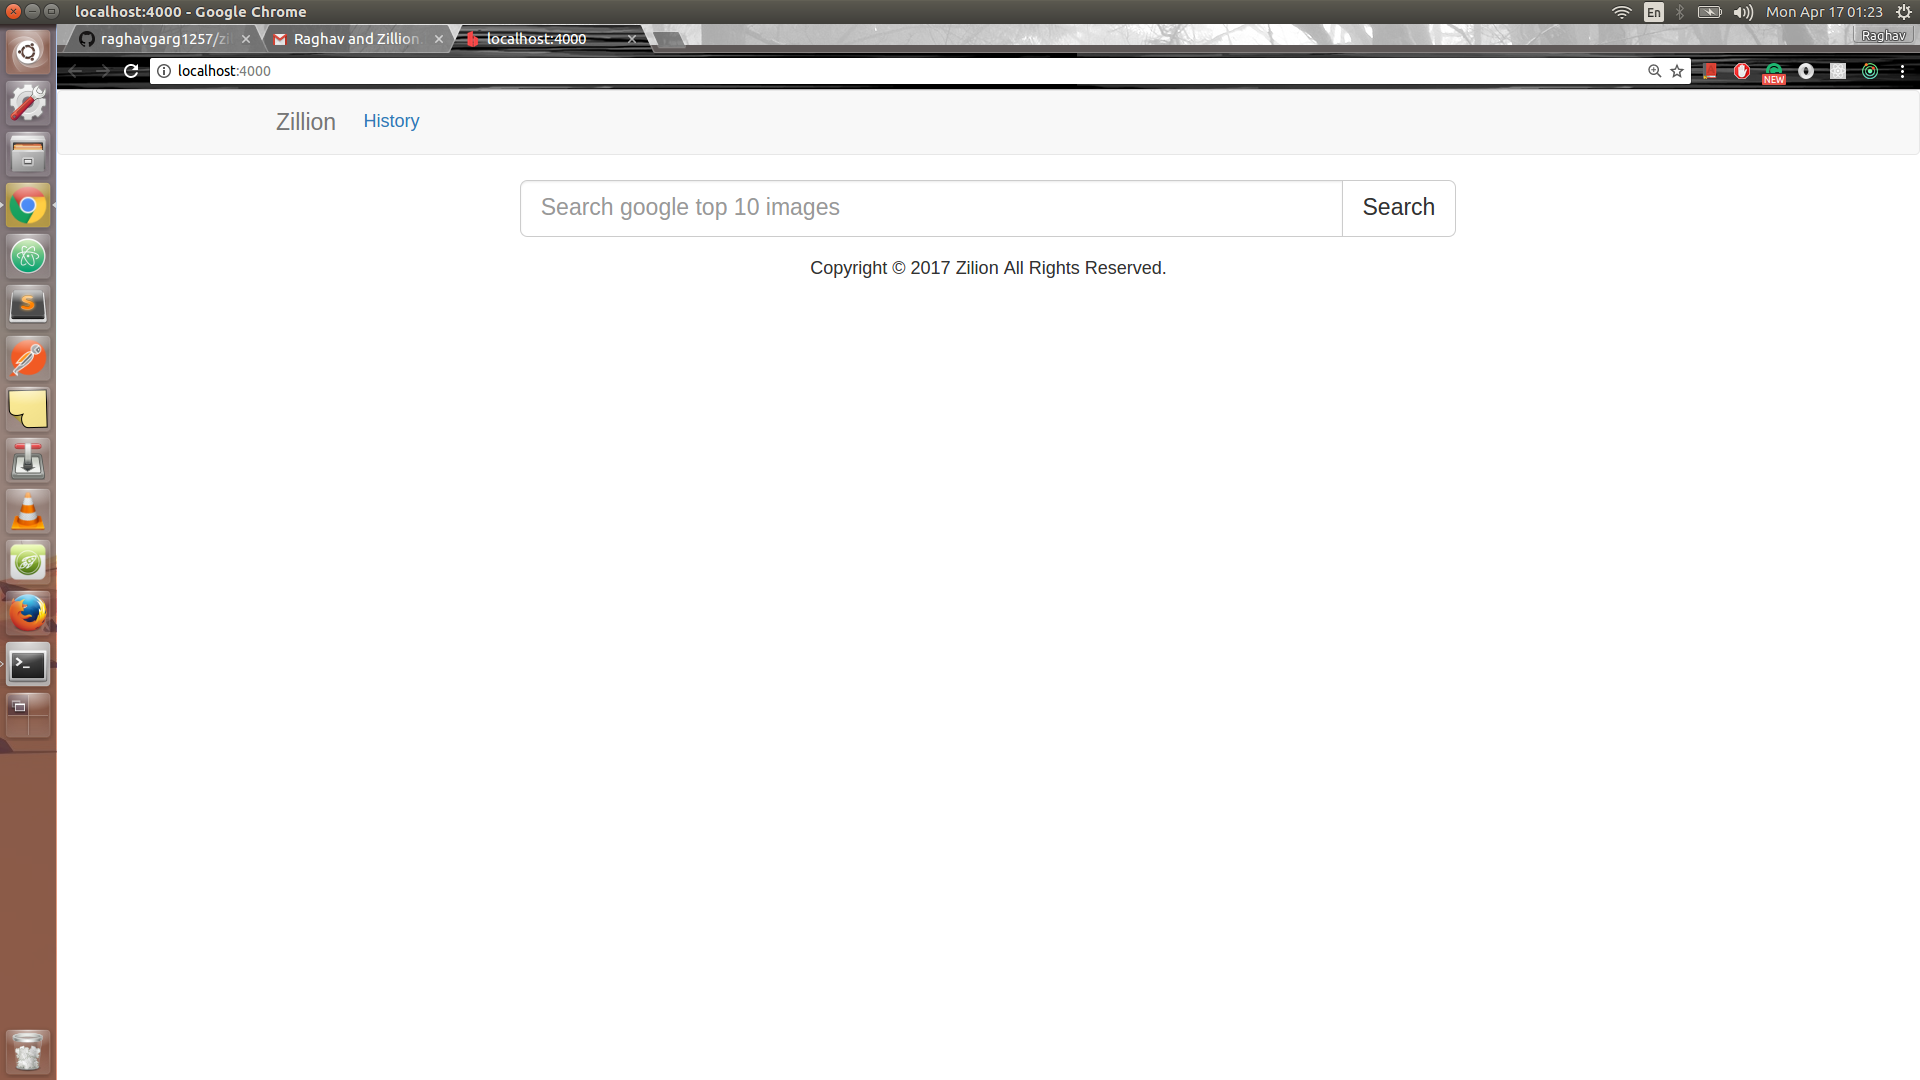 localhost:4000 - Google Chrome
En
Mon Apr 17 01:23
raghavgarg1257/zi
Raghav and Zillion.
localhost:4000
Raghav
localhost:4000
NEW
Zillion
History
Search google top 10 images
Search
Copyright © 2017 Zilion All Rights Reserved.